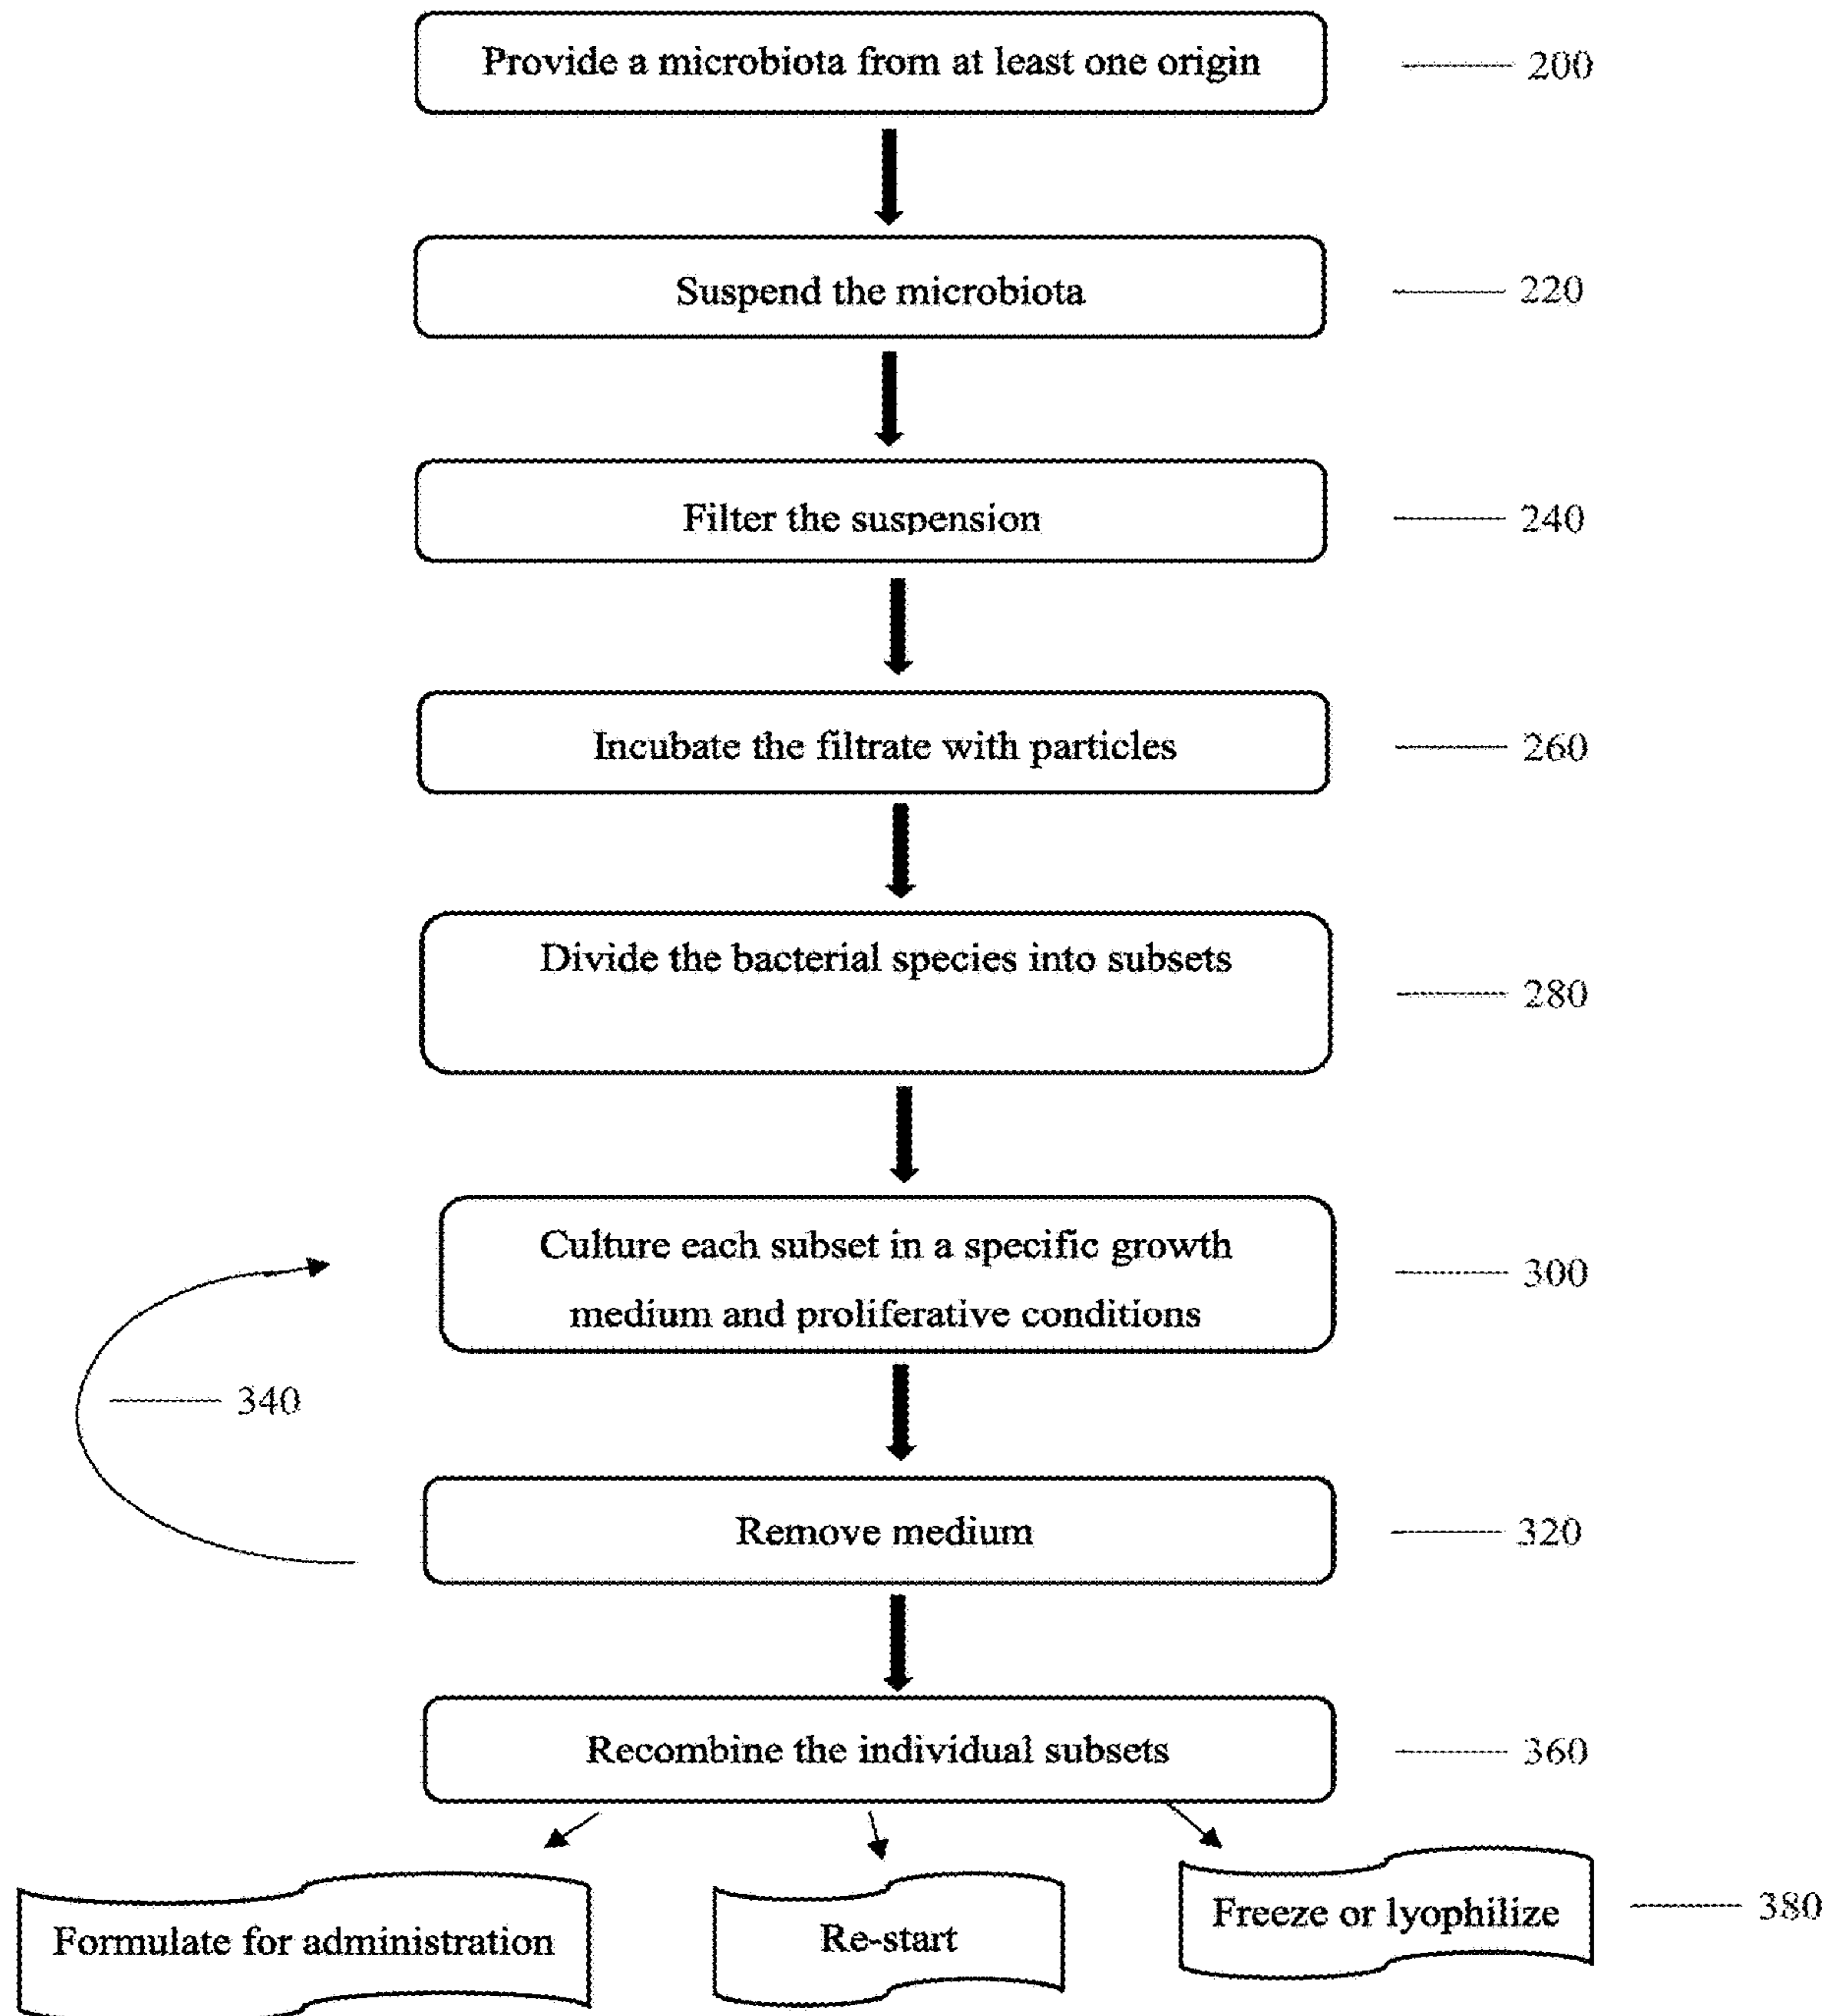 Provide a microbiota from at least one origin
200
Suspend the microbiota
220
Filter the suspension
240
Incubate the filtrate with particles
260
Divide the bacterial species into subsets
280
Culture each subset in a specific growth
medium and proliferative conditions
300
340
Remove medium
320
Recombine the individual subsets
360
Formulate for administration
Re-start
Freeze or lyophilize
380